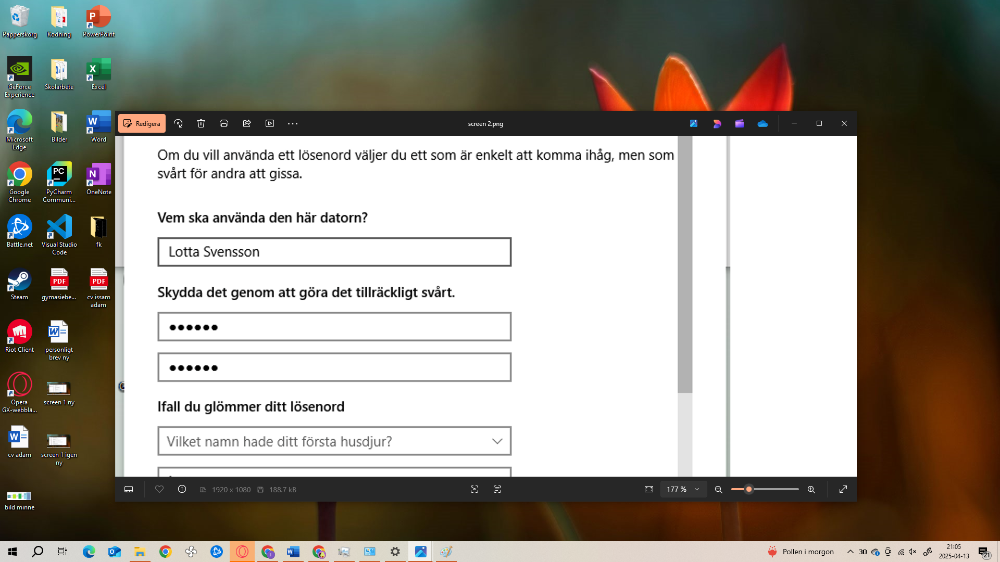 Papperskorg
Kodning
PowerPoint
GeForce
Experience
Skolarbete
Excel
Microsoft
Edge
Bilder
Word
Google
Chrome
PyCharm
Communi...
OneNote
Battle.net
Visual Studio
Code
fk
Steam
gymasiebe...
cv issam
adam
Riot Client
personligt
brev ny
Opera
GX-webblä...
screen 1 ny
cv adam
screen 1 igen
ny
bild minne
Redigera
screen 2.png
Om du vill använda ett lösenord väljer du ett som är enkelt att komma ihåg, men som
svårt för andra att gissa.
Vem ska använda den här datorn?
Lotta Svensson
Skydda det genom att göra det tillräckligt svårt.
••••••
••••••
Ifall du glömmer ditt lösenord
Vilket namn hade ditt första husdjur?
1920 x 1080
188.7 kB
177 %
Pollen i morgon
30
21:05
2025-04-13
21